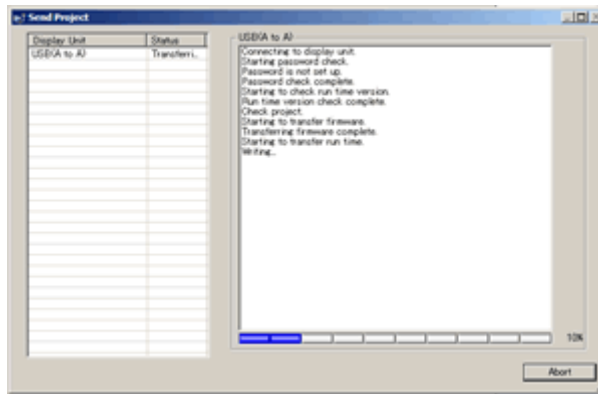 Send Project
Display Unit
Status
USB(A to A)
Transferri...
USB(A to A)
Connecting to display unit.
Starting password check.
Password is not set up.
Password check complete.
Starting to check run time version.
Run time version check complete.
Check project.
Starting to transfer firmware.
Transferring firmware complete.
Starting to transfer run time.
Writing...
10%
Abort